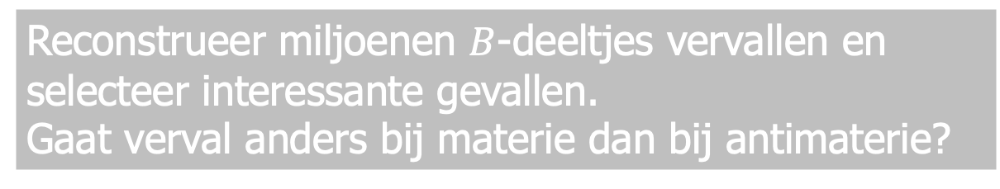 Reconstrueer miljoenen B-deeltjes vervallen en
selecteer interessante gevallen.
Gaat verval anders bij materie dan bij antimaterie?